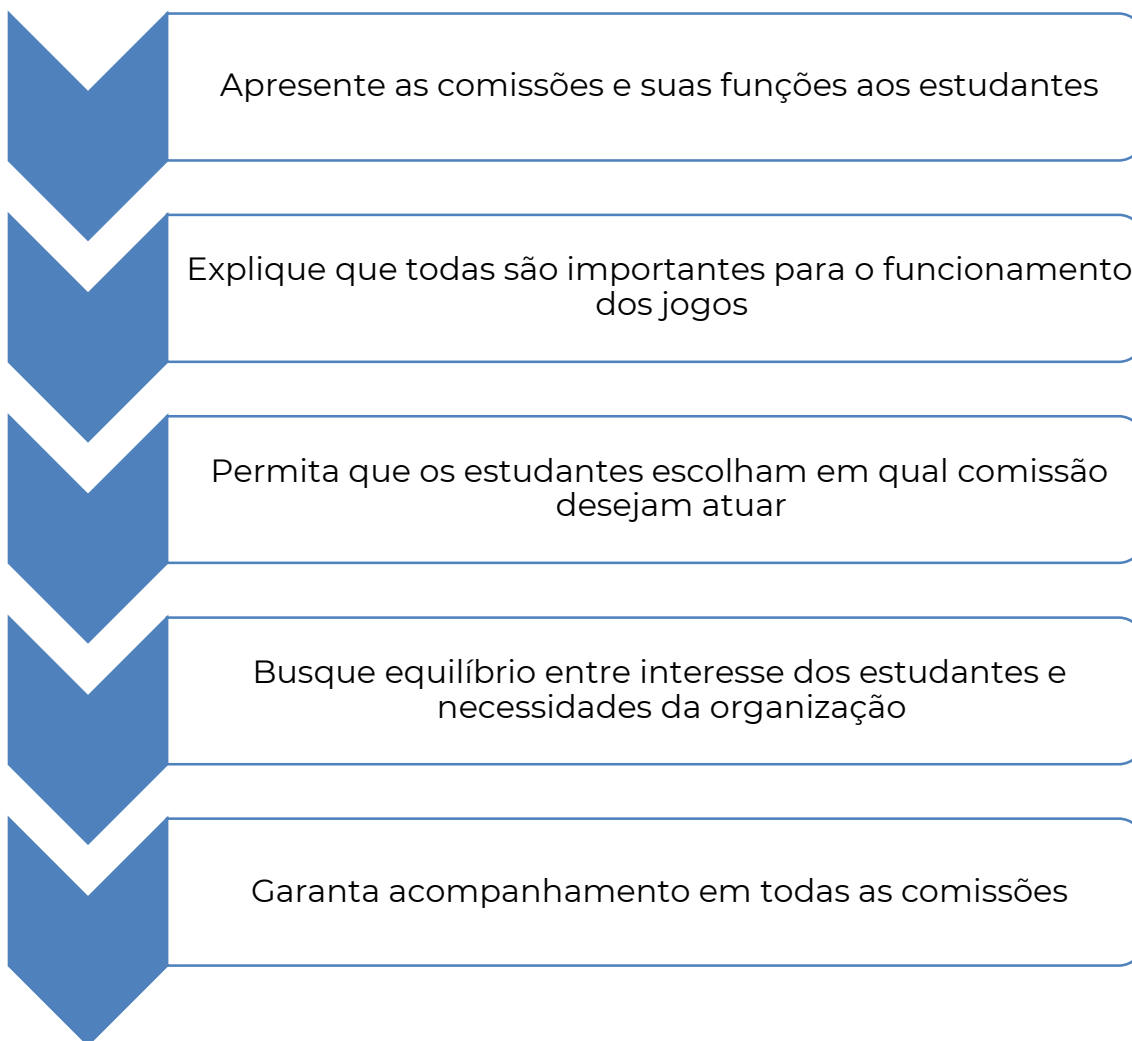 Apresente as comissões e suas funções aos estudantes
Explique que todas são importantes para o funcionamento
dos jogos
Permita que os estudantes escolham em qual comissão
desejam atuar
Busque equilíbrio entre interesse dos estudantes e
necessidades da organização
Garanta acompanhamento em todas as comissões